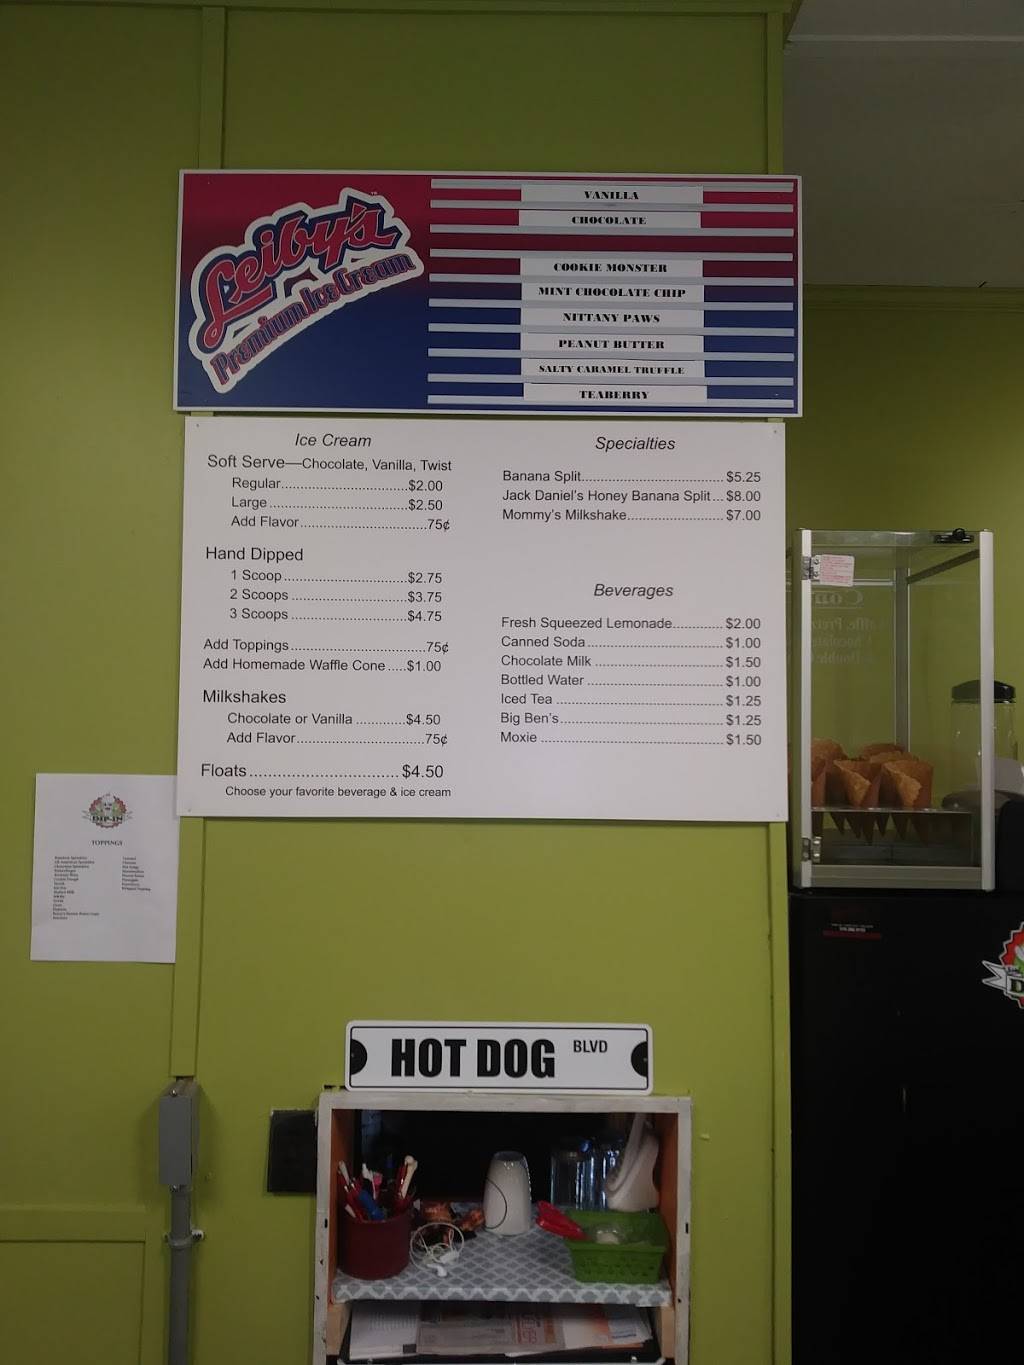 Leiby's
Premium Ice Cream
™
VANILLA
CHOCOLATE
COOKIE MONSTER
MINT CHOCOLATE CHIP
NITTANY PAWS
PEANUT BUTTER
SALTY CARAMEL TRUFFLE
TEABERRY
Ice Cream
Soft Serve—Chocolate, Vanilla, Twist
Regular..............................$2.00
Large .................................$2.50
Add Flavor..............................75¢
Hand Dipped
1 Scoop..............................$2.75
2 Scoops ............................$3.75
3 Scoops ............................$4.75
Add Toppings................................75¢
Add Homemade Waffle Cone.....$1.00
Milkshakes
Chocolate or Vanilla ............$4.50
Add Flavor...............................75¢
Floats................................$4.50
Choose your favorite beverage & ice cream
Specialties
Banana Split..................................$5.25
Jack Daniel's Honey Banana Split...$8.00
Mommy's Milkshake.......................$7.00
Beverages
Fresh Squeezed Lemonade............$2.00
Canned Soda.................................$1.00
Chocolate Milk ...............................$1.50
Bottled Water .................................$1.00
Iced Tea ........................................$1.25
Big Ben's.......................................$1.25
Moxie ............................................$1.50
DIP-IN
TOPPINGS
HOT DOG BLVD